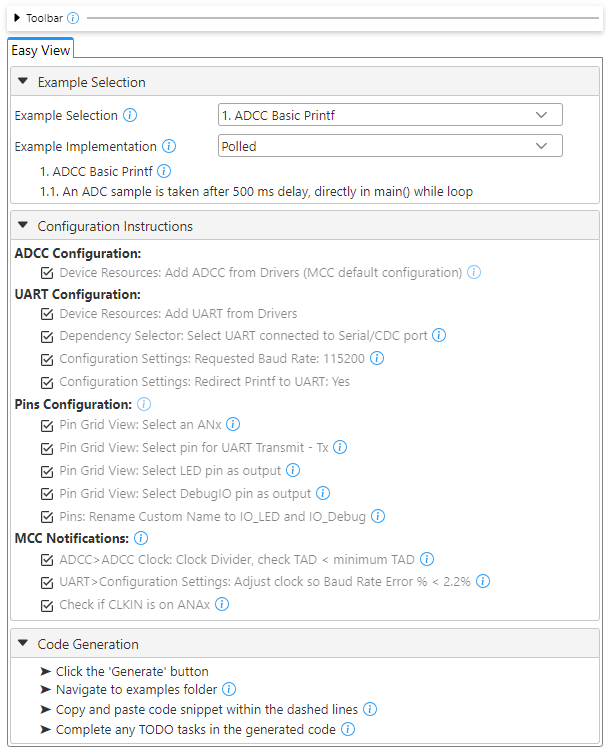 Toolbar
Easy View
Example Selection
Example Selection 1. ADCC Basic Printf
Example Implementation Polled
1. ADCC Basic Printf
1.1. An ADC sample is taken after 500 ms delay, directly in main() while loop
Configuration Instructions
ADCC Configuration:
Device Resources: Add ADCC from Drivers (MCC default configuration)
UART Configuration:
Device Resources: Add UART from Drivers
Dependency Selector: Select UART connected to Serial/CDC port
Configuration Settings: Requested Baud Rate: 115200
Configuration Settings: Redirect Printf to UART: Yes
Pins Configuration:
Pin Grid View: Select an ANx
Pin Grid View: Select pin for UART Transmit - Tx
Pin Grid View: Select LED pin as output
Pin Grid View: Select DebugIO pin as output
Pins: Rename Custom Name to IO_LED and IO_Debug
MCC Notifications:
ADCC>ADCC Clock: Clock Divider, check TAD < minimum TAD
UART>Configuration Settings: Adjust clock so Baud Rate Error % < 2.2%
Check if CLKIN is on ANAx
Code Generation
➤ Click the 'Generate' button
➤ Navigate to examples folder
➤ Copy and paste code snippet within the dashed lines
➤ Complete any TODO tasks in the generated code